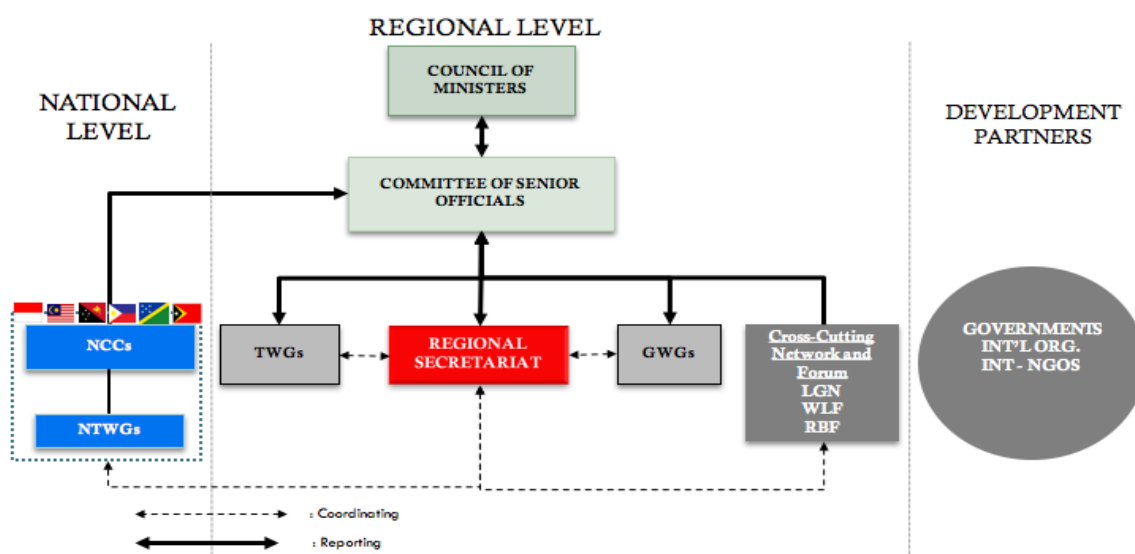 REGIONAL LEVEL
COUNCIL OF
MINISTERS
NATIONAL
LEVEL
DEVELOPMENT
PARTNERS
COMMITTEE OF SENIOR
OFFICIALS
NCCs
NTWGs
TWGs
REGIONAL
SECRETARIAT
GWGs
Cross-Cutting
Network and
Forum
LGN
WLF
RBF
GOVERNMENTS
INT'L ORG.
INT - NGOS
: Coordinating
: Reporting